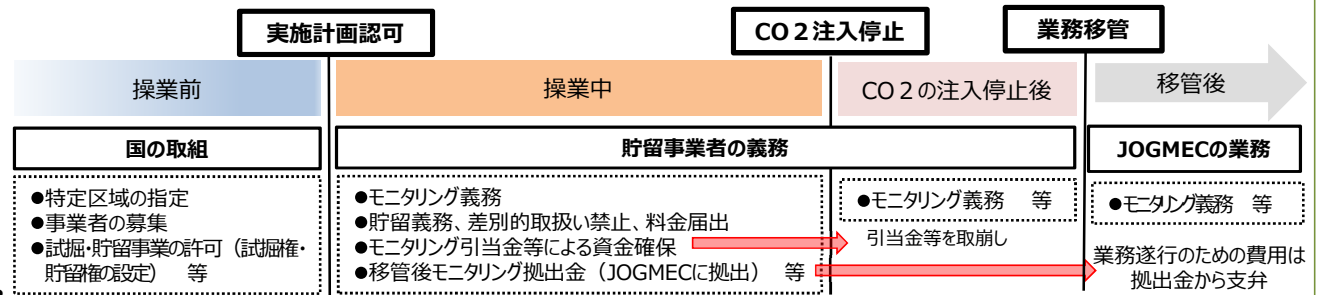 実施計画認可
CO２注入停止
業務移管
操業前
操業中
CO２の注入停止後
移管後
国の取組
貯留事業者の義務
JOGMECの業務
●特定区域の指定
●事業者の募集
●試掘・貯留事業の許可（試掘権・
貯留権の設定）　等
●モニタリング義務
●貯留義務、差別的取扱い禁止、料金届出
●モニタリング引当金等による資金確保
●移管後モニタリング拠出金（JOGMECに拠出）　等
●モニタリング義務　等
引当金等を取崩し
●モニタリング義務　等
業務遂行のための費用は
拠出金から支弁